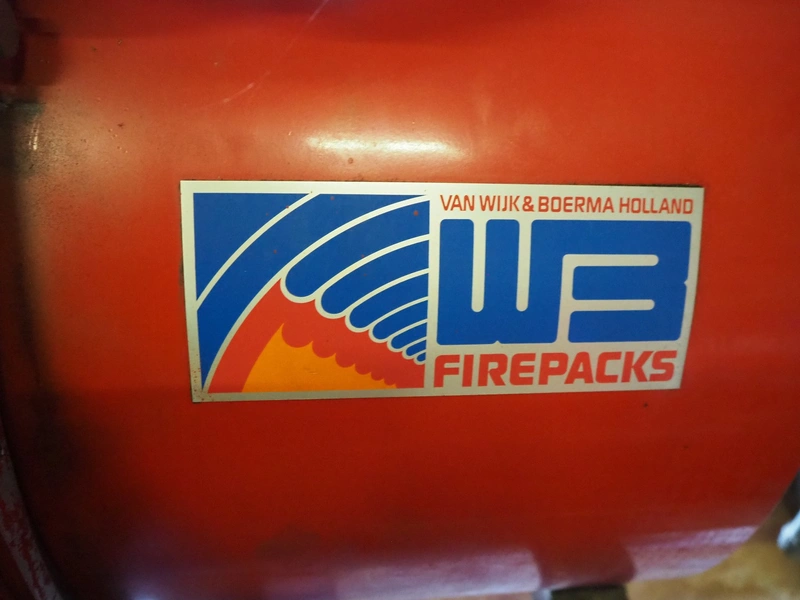 VAN WIJK & BOERMA HOLLAND
WB
FIREPACKS